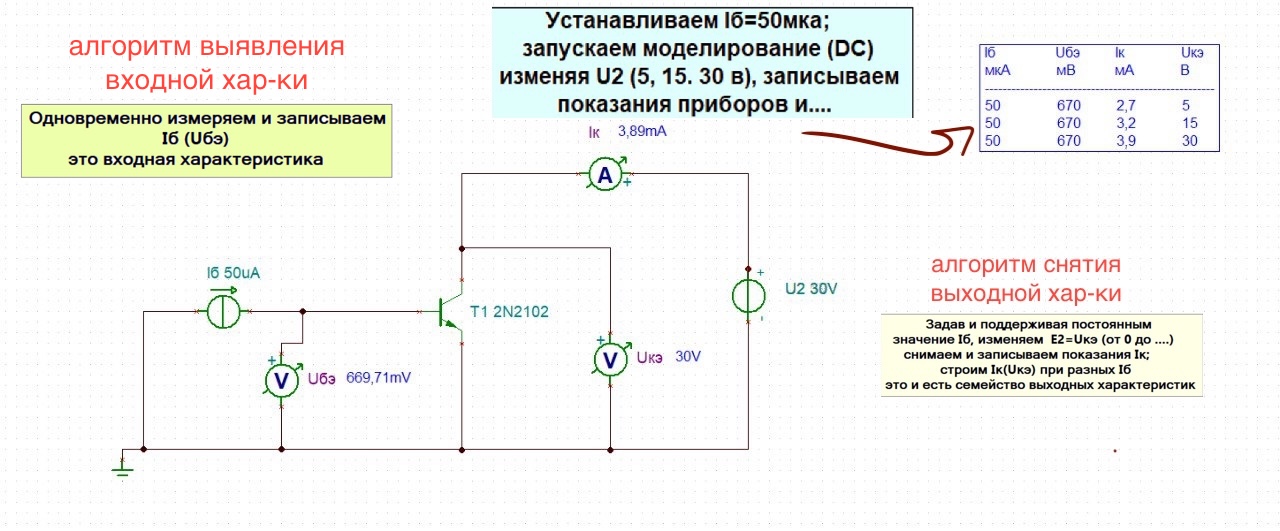 алгоритм выявления
входной хар-ки
Одновременно измеряем и записываем
Iб (Uбэ)
это входная характеристика
Устанавливаем Iб=50мка;
запускаем моделирование (DC)
изменяя U2 (5, 15. 30 в), записываем
показания приборов и....
Iб Uбэ Iк Uкэ
мкА мВ мА В
50 670 2,7 5
50 670 3,2 15
50 670 3,9 30
Iк 3,89mA
A
+
Iб 50uA
T1 2N2102
+
U2 30V
-
+
V
Uбэ 669,71mV
+
V
Uкэ 30V
алгоритм снятия
выходной хар-ки
Задав и поддерживая постоянным
значение Iб, изменяем E2=Uкэ (от 0 до ....)
снимаем и записываем показания Iк;
строим Iк(Uкэ) при разных Iб
это и есть семейство выходных характеристик